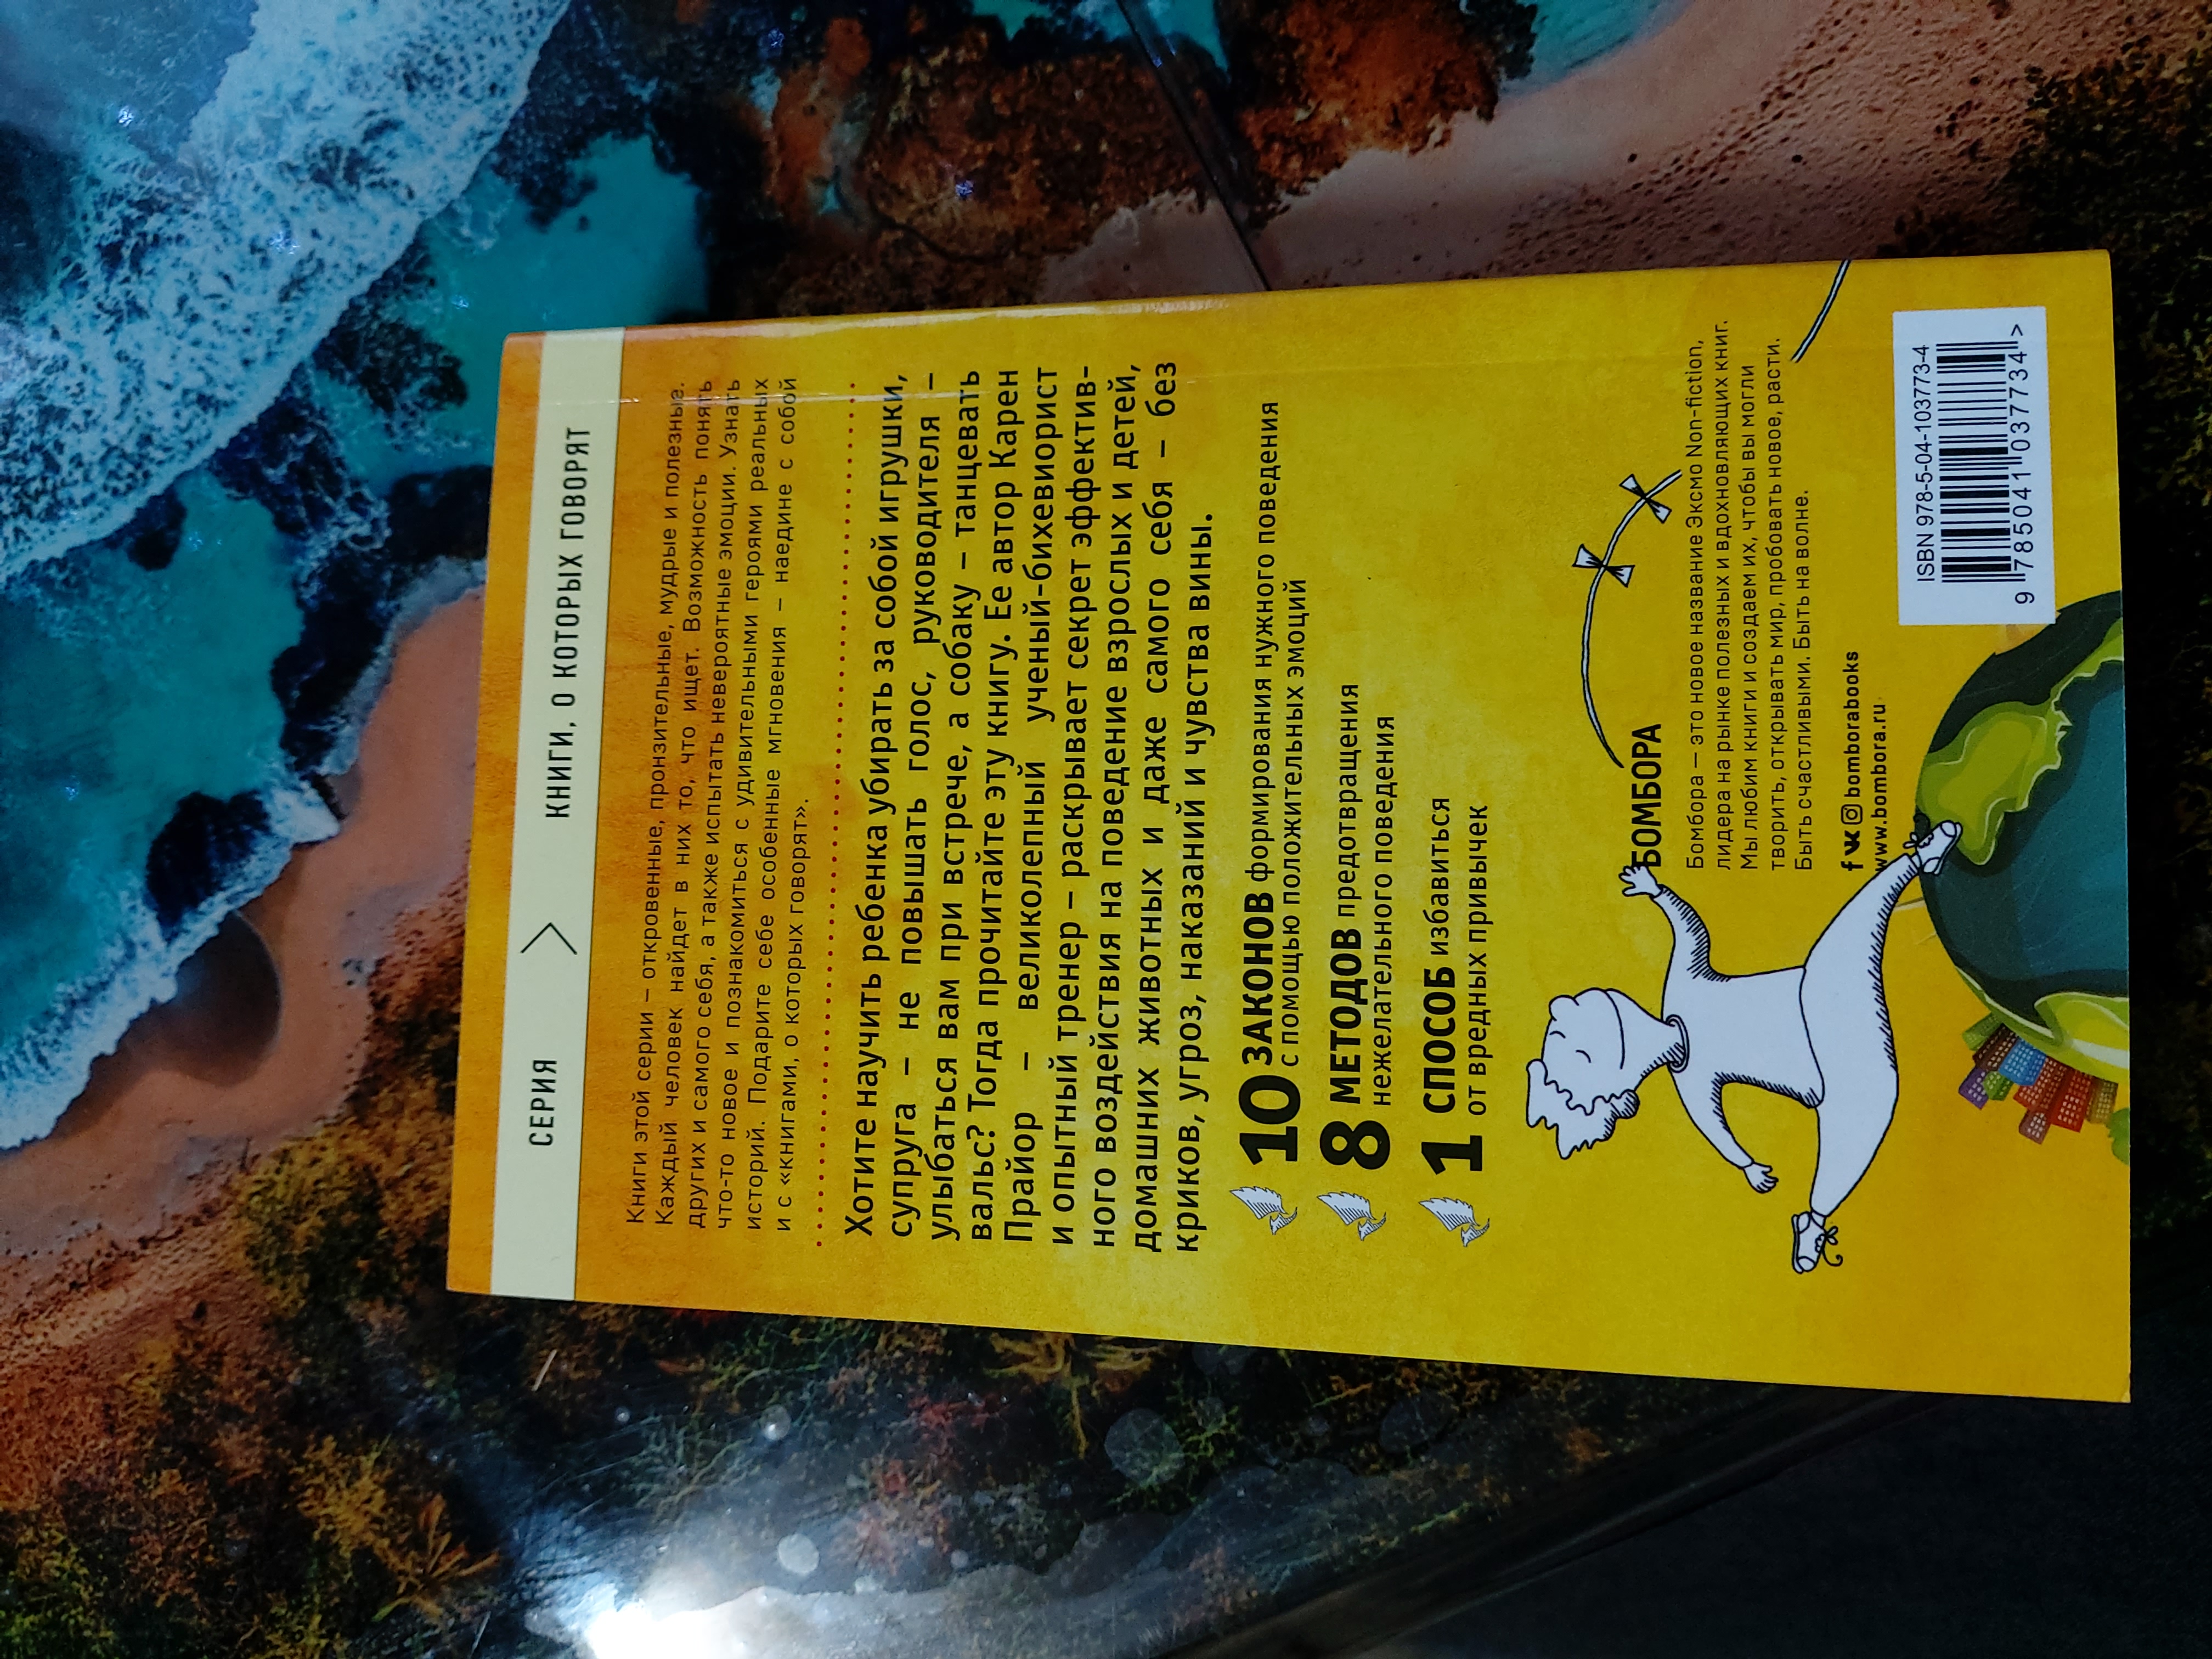 СЕРИЯ > КНИГИ, О КОТОРЫХ ГОВОРЯТ
Книги этой серии – откровенные, пронзительные, мудрые и полезные.
Каждый человек найдет в них то, что ищет. Возможность понять
других и самого себя, а также испытать невероятные эмоции. Узнать
что-то новое и познакомиться с удивительными героями реальных
историй. Подарите себе особенные мгновения – наедине с собой
и с «книгами, о которых говорят».
Хотите научить ребенка убирать за собой игрушки,
супруга – не повышать голос, руководителя –
улыбаться вам при встрече, а собаку – танцевать
вальс? Тогда прочитайте эту книгу. Ее автор Карен
Прайор – великолепный ученый-бихевиорист
и опытный тренер – раскрывает секрет эффектив-
ного воздействия на поведение взрослых и детей,
домашних животных и даже самого себя – без
криков, угроз, наказаний и чувства вины.
10 ЗАКОНОВ формирования нужного поведения
с помощью положительных эмоций
8 МЕТОДОВ предотвращения
нежелательного поведения
1 СПОСОБ избавиться
от вредных привычек
БОМБОРА
Бомбора — это новое название Эксмо Non-fiction,
лидера на рынке полезных и вдохновляющих книг.
Мы любим книги и создаем их, чтобы вы могли
творить, открывать мир, пробовать новое, расти.
Быть счастливыми. Быть на волне.
bomborabooks
www.bombora.ru
ISBN 978-5-04-103773-4
9 785041 037734 >